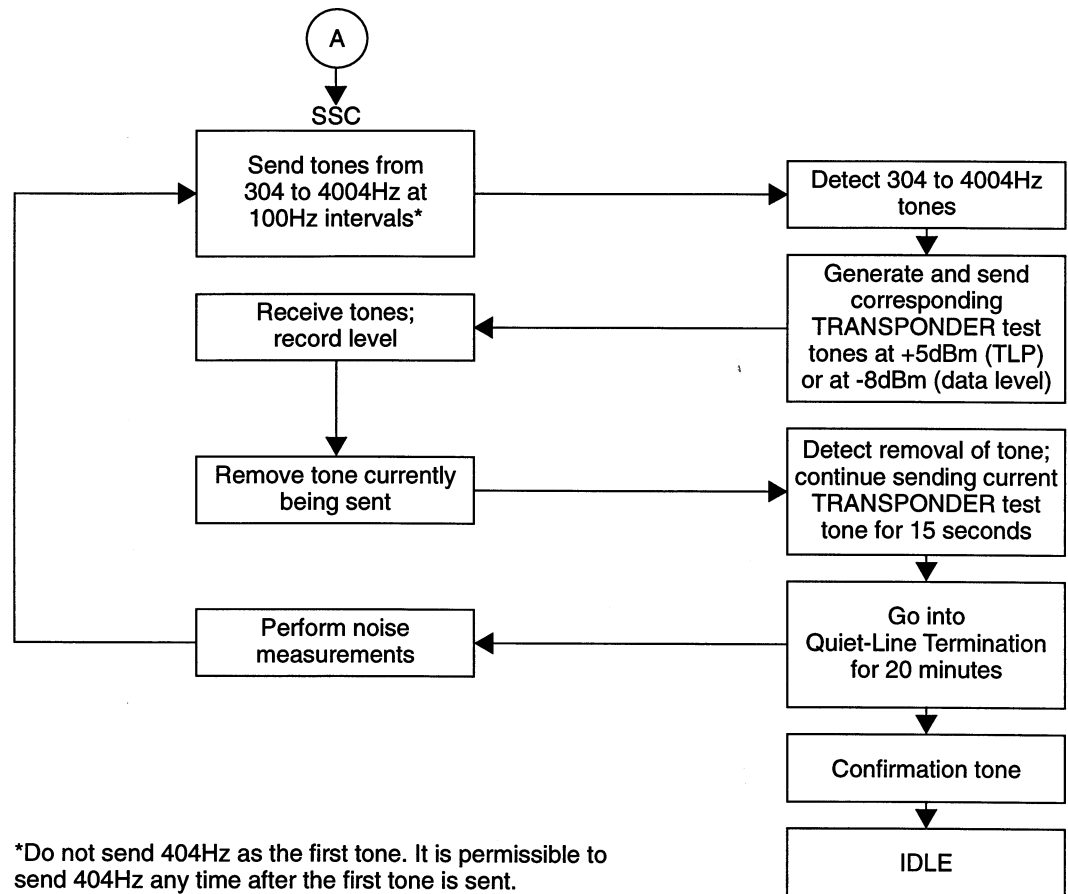 A
SSC
Send tones from
304 to 4004Hz at
100Hz intervals*
Detect 304 to 4004Hz
tones
Generate and send
corresponding
TRANSPONDER test
tones at +5dBm (TLP)
or at -8dBm (data level)
Receive tones;
record level
Remove tone currently
being sent
Detect removal of tone;
continue sending current
TRANSPONDER test
tone for 15 seconds
Go into
Quiet-Line Termination
for 20 minutes
Perform noise
measurements
Confirmation tone
IDLE
*Do not send 404Hz as the first tone. It is permissible to
send 404Hz any time after the first tone is sent.